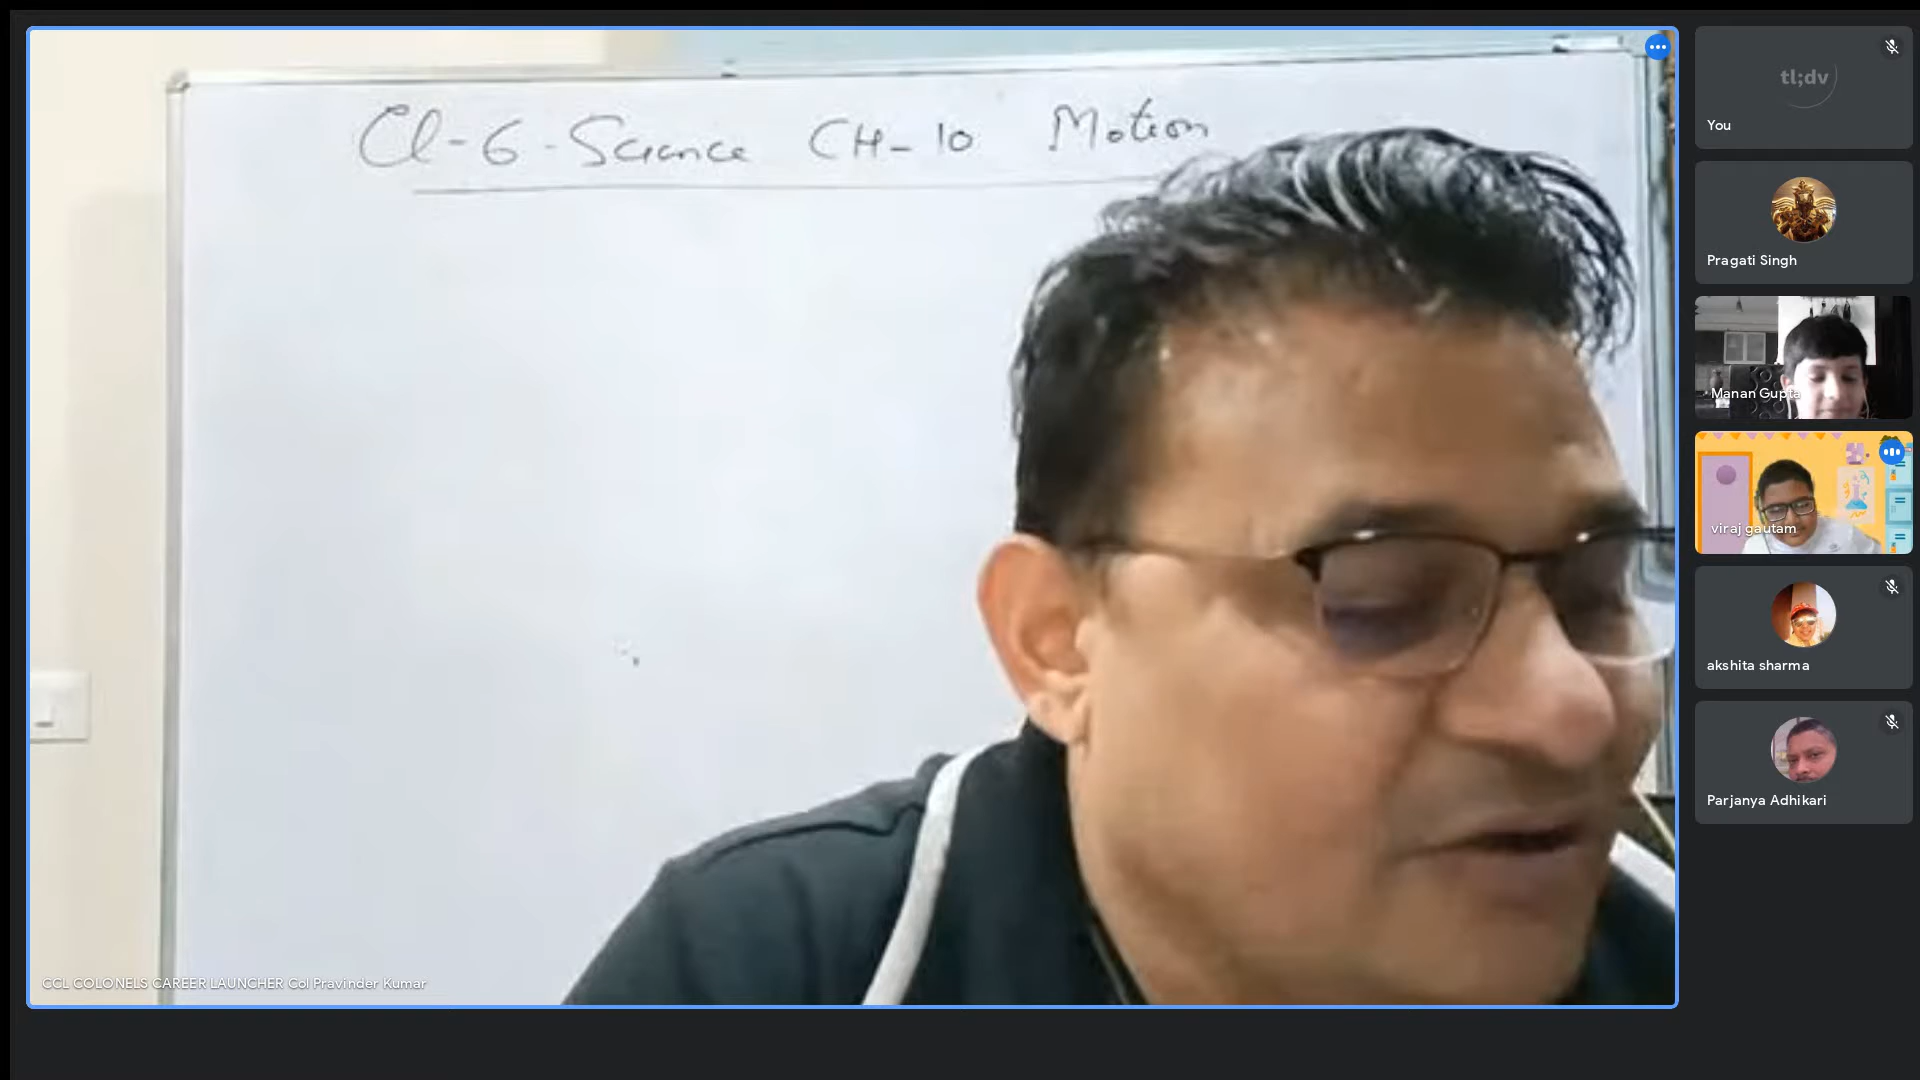 Cl-6-Science CH-10 Motion
CCL COLONELS CAREER LAUNCHER Col Pravinder Kumar
tl;dv
You
Pragati Singh
Manan Gupta
viraj gautam
akshita sharma
Parjanya Adhikari